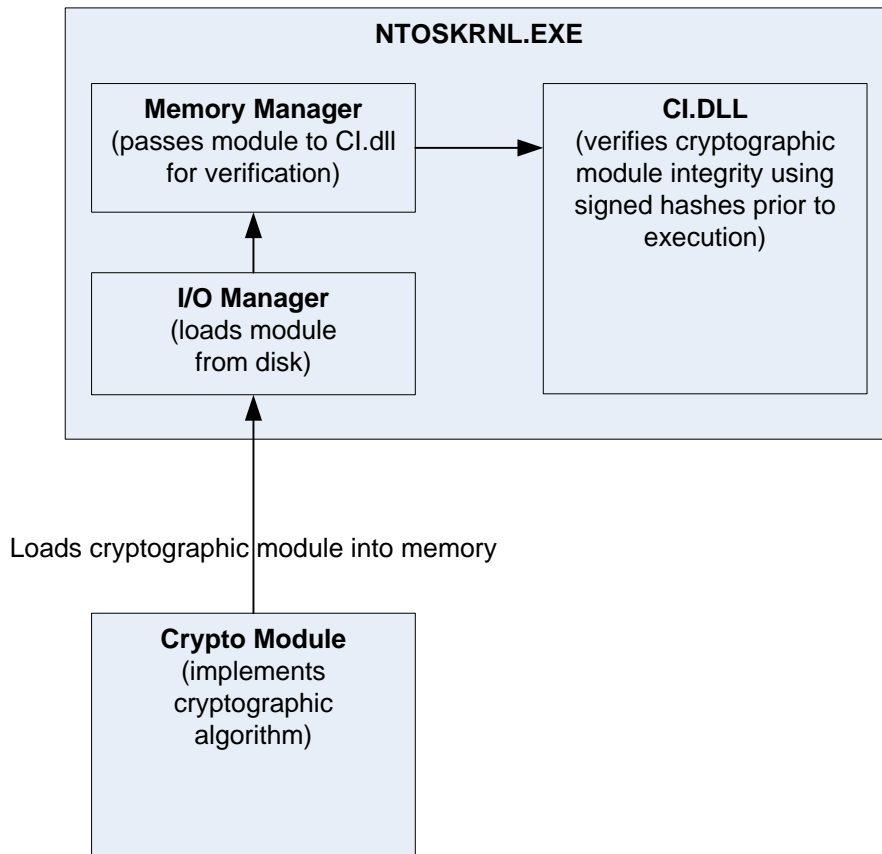 NTOSKRNL.EXE
Memory Manager
(passes module to CI.dll
for verification)
CI.DLL
(verifies cryptographic
module integrity using
signed hashes prior to
execution)
I/O Manager
(loads module
from disk)
Loads cryptographic module into memory
Crypto Module
(implements
cryptographic
algorithm)